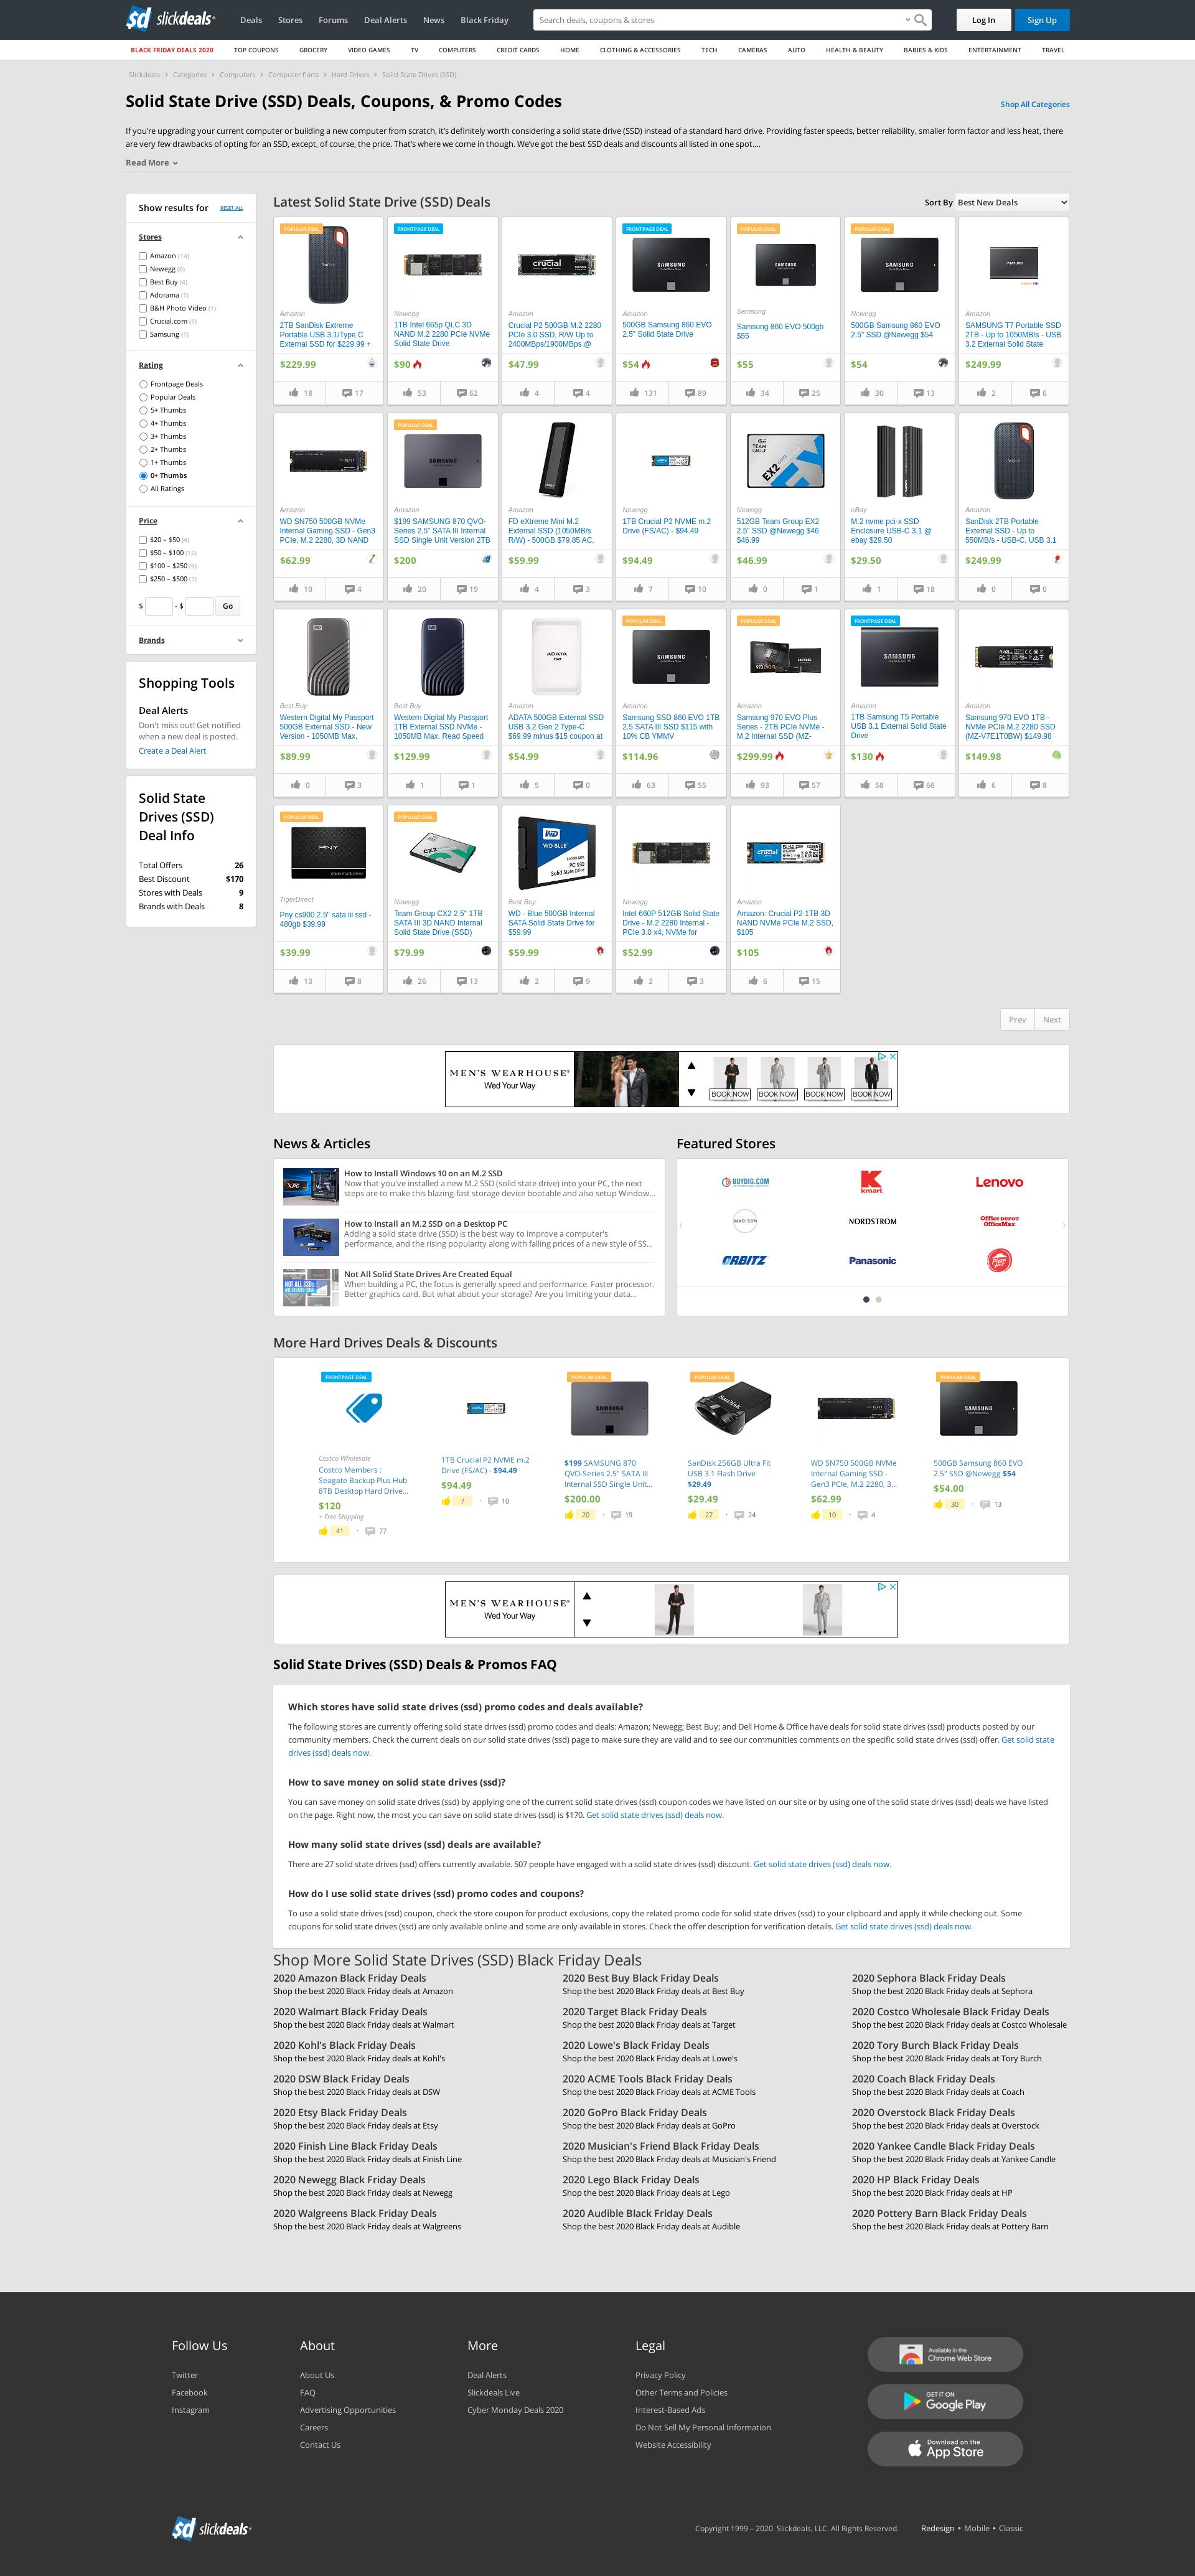 slickdeals
Deals
Stores
Forums
Deal Alerts
News
Black Friday
Search deals, coupons & stores
Log In
Sign Up
BLACK FRIDAY DEALS 2020
TOP COUPONS
GROCERY
VIDEO GAMES
TV
COMPUTERS
CREDIT CARDS
HOME
CLOTHING & ACCESSORIES
TECH
CAMERAS
AUTO
HEALTH & BEAUTY
BABIES & KIDS
ENTERTAINMENT
TRAVEL
Slickdeals > Categories > Computers > Computer Parts > Hard Drives > Solid State Drives (SSD)
Solid State Drive (SSD) Deals, Coupons, & Promo Codes
Shop All Categories
If you're upgrading your current computer or building a new computer from scratch, it's definitely worth considering a solid state drive (SSD) instead of a standard hard drive. Providing faster speeds, better reliability, smaller form factor and less heat, there
are very few drawbacks of opting for an SSD, except, of course, the price. That's where we come in though. We've got the best SSD deals and discounts all listed in one spot....
Read More
Show results for
RESET ALL
Stores
Amazon (14)
Newegg (6)
Best Buy (4)
Adorama (1)
B&H Photo Video (1)
Crucial.com (1)
Samsung (1)
Rating
Frontpage Deals
Popular Deals
5+ Thumbs
4+ Thumbs
3+ Thumbs
2+ Thumbs
1+ Thumbs
0+ Thumbs
All Ratings
Price
$20 – $50 (4)
$50 – $100 (12)
$100 – $250 (9)
$250 – $500 (1)
$ - $ Go
Brands
Shopping Tools
Deal Alerts
Don't miss out! Get notified
when a new deal is posted.
Create a Deal Alert
Solid State
Drives (SSD)
Deal Info
Total Offers 26
Best Discount $170
Stores with Deals 9
Brands with Deals 8
Latest Solid State Drive (SSD) Deals
Sort By Best New Deals
POPULAR DEAL
Amazon
2TB SanDisk Extreme
Portable USB 3.1/Type C
External SSD for $229.99 +
$229.99
18 17
FRONTPAGE DEAL
Newegg
1TB Intel 665p QLC 3D
NAND M.2 2280 PCIe NVMe
Solid State Drive
$90
53 62
crucial
Amazon
Crucial P2 500GB M.2 2280
PCIe 3.0 SSD, R/W Up to
2400MBps/1900MBps @
$47.99
4 4
FRONTPAGE DEAL
SAMSUNG
Amazon
500GB Samsung 860 EVO
2.5" Solid State Drive
$54
131 89
POPULAR DEAL
SAMSUNG
Samsung
Samsung 860 EVO 500gb
$55
$55
34 25
POPULAR DEAL
SAMSUNG
Newegg
500GB Samsung 860 EVO
2.5" SSD @Newegg $54
$54
30 13
Amazon
SAMSUNG T7 Portable SSD
2TB - Up to 1050MB/s - USB
3.2 External Solid State
$249.99
2 6
Amazon
WD SN750 500GB NVMe
Internal Gaming SSD - Gen3
PCIe, M.2 2280, 3D NAND
$62.99
10 4
POPULAR DEAL
SAMSUNG
Amazon
$199 SAMSUNG 870 QVO-
Series 2.5" SATA III Internal
SSD Single Unit Version 2TB
$200
20 19
Amazon
FD eXtreme Mini M.2
External SSD (1050MB/s
R/W) - 500GB $79.85 AC,
$59.99
4 3
Amazon
1TB Crucial P2 NVME m.2
Drive (FS/AC) - $94.49
$94.49
7 10
TEAM GROUP
EX2
Newegg
512GB Team Group EX2
2.5" SSD @Newegg $46
$46.99
$46.99
0 1
eBay
M.2 nvme pci-x SSD
Enclosure USB-C 3.1 @
ebay $29.50
$29.50
1 18
Amazon
SanDisk 2TB Portable
External SSD - Up to
550MB/s - USB-C, USB 3.1
$249.99
0 0
Best Buy
Western Digital My Passport
500GB External SSD - New
Version - 1050MB Max.
$89.99
0 3
Best Buy
Western Digital My Passport
1TB External SSD NVMe -
1050MB Max. Read Speed
$129.99
1 1
ADATA
Amazon
ADATA 500GB External SSD
USB 3.2 Gen 2 Type-C
$69.99 minus $15 coupon at
$54.99
5 0
POPULAR DEAL
SAMSUNG
Amazon
Samsung SSD 860 EVO 1TB
2.5 SATA III SSD $115 with
10% CB YMMV
$114.96
63 55
POPULAR DEAL
Amazon
Samsung 970 EVO Plus
Series - 2TB PCIe NVMe -
M.2 Internal SSD (MZ-
$299.99
93 57
FRONTPAGE DEAL
SAMSUNG
Amazon
1TB Samsung T5 Portable
USB 3.1 External Solid State
Drive
$130
58 66
Amazon
Samsung 970 EVO 1TB -
NVMe PCIe M.2 2280 SSD
(MZ-V7E1T0BW) $149.98
$149.98
6 8
POPULAR DEAL
PNY
TigerDirect
Pny cs900 2.5" sata iii ssd -
480gb $39.99
$39.99
13 8
POPULAR DEAL
CX2
Newegg
Team Group CX2 2.5" 1TB
SATA III 3D NAND Internal
Solid State Drive (SSD)
$79.99
26 13
WD BLUE
Best Buy
WD - Blue 500GB Internal
SATA Solid State Drive for
$59.99
$59.99
2 9
Newegg
Intel 660P 512GB Solid State
Drive - M.2 2280 Internal -
PCIe 3.0 x4, NVMe for
$52.99
2 3
crucial
Amazon
Amazon: Crucial P2 1TB 3D
NAND NVMe PCIe M.2 SSD,
$105
$105
6 15
Prev
Next
MEN'S WEARHOUSE
Wed Your Way
BOOK NOW
BOOK NOW
BOOK NOW
BOOK NOW
News & Articles
How to Install Windows 10 on an M.2 SSD
Now that you've installed a new M.2 SSD (solid state drive) into your PC, the next
steps are to make this blazing-fast storage device bootable and also setup Window...
How to Install an M.2 SSD on a Desktop PC
Adding a solid state drive (SSD) is the best way to improve a computer's
performance, and the rising popularity along with falling prices of a new style of SS...
NOT ALL SSDs
Not All Solid State Drives Are Created Equal
When building a PC, the focus is generally speed and performance. Faster processor.
Better graphics card. But what about your storage? Are you limiting your data...
Featured Stores
BUYDIG.COM
Kmart
Lenovo
MADISON
NORDSTROM
OFFICE DEPOT
OfficeMax
ORBITZ
Panasonic
More Hard Drives Deals & Discounts
FRONTPAGE DEAL
Costco Wholesale
Costco Members :
Seagate Backup Plus Hub
8TB Desktop Hard Drive...
$120
+ Free Shipping
41 77
1TB Crucial P2 NVME m.2
Drive (FS/AC) - $94.49
$94.49
7 10
POPULAR DEAL
SAMSUNG
$199 SAMSUNG 870
QVO-Series 2.5" SATA III
Internal SSD Single Unit...
$200.00
20 19
POPULAR DEAL
SanDisk 256GB Ultra Fit
USB 3.1 Flash Drive
$29.49
$29.49
27 24
WD SN750 500GB NVMe
Internal Gaming SSD -
Gen3 PCIe, M.2 2280, 3...
$62.99
10 4
POPULAR DEAL
SAMSUNG
500GB Samsung 860 EVO
2.5" SSD @Newegg $54
$54.00
30 13
MEN'S WEARHOUSE
Wed Your Way
Solid State Drives (SSD) Deals & Promos FAQ
Which stores have solid state drives (ssd) promo codes and deals available?
The following stores are currently offering solid state drives (ssd) promo codes and deals: Amazon; Newegg; Best Buy; and Dell Home & Office have deals for solid state drives (ssd) products posted by our
community members. Check the current deals on our solid state drives (ssd) page to make sure they are valid and to see our communities comments on the specific solid state drives (ssd) offer. Get solid state
drives (ssd) deals now.
How to save money on solid state drives (ssd)?
You can save money on solid state drives (ssd) by applying one of the current solid state drives (ssd) coupon codes we have listed on our site or by using one of the solid state drives (ssd) deals we have listed
on the page. Right now, the most you can save on solid state drives (ssd) is $170. Get solid state drives (ssd) deals now.
How many solid state drives (ssd) deals are available?
There are 27 solid state drives (ssd) offers currently available. 507 people have engaged with a solid state drives (ssd) discount. Get solid state drives (ssd) deals now.
How do I use solid state drives (ssd) promo codes and coupons?
To use a solid state drives (ssd) coupon, check the store coupon for product exclusions, copy the related promo code for solid state drives (ssd) to your clipboard and apply it while checking out. Some
coupons for solid state drives (ssd) are only available online and some are only available in stores. Check the offer description for verification details. Get solid state drives (ssd) deals now.
Shop More Solid State Drives (SSD) Black Friday Deals
2020 Amazon Black Friday Deals
Shop the best 2020 Black Friday deals at Amazon
2020 Best Buy Black Friday Deals
Shop the best 2020 Black Friday deals at Best Buy
2020 Sephora Black Friday Deals
Shop the best 2020 Black Friday deals at Sephora
2020 Walmart Black Friday Deals
Shop the best 2020 Black Friday deals at Walmart
2020 Target Black Friday Deals
Shop the best 2020 Black Friday deals at Target
2020 Costco Wholesale Black Friday Deals
Shop the best 2020 Black Friday deals at Costco Wholesale
2020 Kohl's Black Friday Deals
Shop the best 2020 Black Friday deals at Kohl's
2020 Lowe's Black Friday Deals
Shop the best 2020 Black Friday deals at Lowe's
2020 Tory Burch Black Friday Deals
Shop the best 2020 Black Friday deals at Tory Burch
2020 DSW Black Friday Deals
Shop the best 2020 Black Friday deals at DSW
2020 ACME Tools Black Friday Deals
Shop the best 2020 Black Friday deals at ACME Tools
2020 Coach Black Friday Deals
Shop the best 2020 Black Friday deals at Coach
2020 Etsy Black Friday Deals
Shop the best 2020 Black Friday deals at Etsy
2020 GoPro Black Friday Deals
Shop the best 2020 Black Friday deals at GoPro
2020 Overstock Black Friday Deals
Shop the best 2020 Black Friday deals at Overstock
2020 Finish Line Black Friday Deals
Shop the best 2020 Black Friday deals at Finish Line
2020 Musician's Friend Black Friday Deals
Shop the best 2020 Black Friday deals at Musician's Friend
2020 Yankee Candle Black Friday Deals
Shop the best 2020 Black Friday deals at Yankee Candle
2020 Newegg Black Friday Deals
Shop the best 2020 Black Friday deals at Newegg
2020 Lego Black Friday Deals
Shop the best 2020 Black Friday deals at Lego
2020 HP Black Friday Deals
Shop the best 2020 Black Friday deals at HP
2020 Walgreens Black Friday Deals
Shop the best 2020 Black Friday deals at Walgreens
2020 Audible Black Friday Deals
Shop the best 2020 Black Friday deals at Audible
2020 Pottery Barn Black Friday Deals
Shop the best 2020 Black Friday deals at Pottery Barn
Follow Us
Twitter
Facebook
Instagram
About
About Us
FAQ
Advertising Opportunities
Careers
Contact Us
More
Deal Alerts
Slickdeals Live
Cyber Monday Deals 2020
Legal
Privacy Policy
Other Terms and Policies
Interest-Based Ads
Do Not Sell My Personal Information
Website Accessibility
Available in the
Chrome Web Store
GET IT ON
Google Play
Download on the
App Store
slickdeals
Copyright 1999 – 2020. Slickdeals, LLC. All Rights Reserved.
Redesign • Mobile • Classic